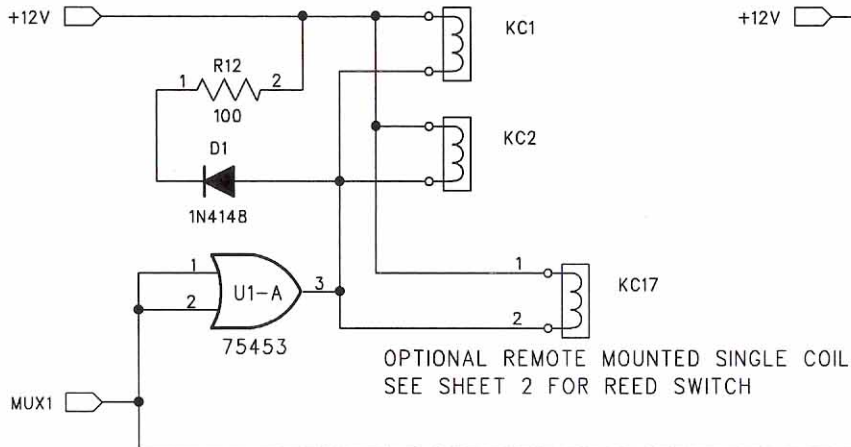 +12V
KC1
+12V
R12
1
2
100
KC2
D1
1N4148
1
KC17
1
U1-A
3
2
2
75453
OPTIONAL REMOTE MOUNTED SINGLE COIL
SEE SHEET 2 FOR REED SWITCH
MUX1